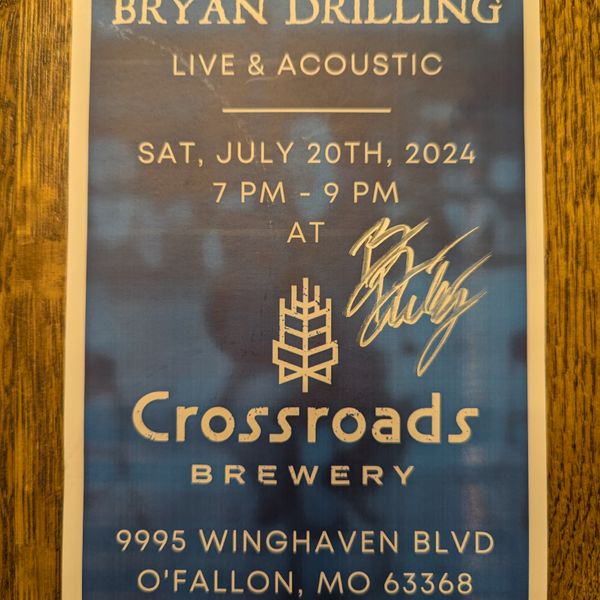 BRYAN DRILLING
LIVE & ACOUSTIC
SAT, JULY 20TH, 2024
7 PM - 9 PM
AT
Crossroads
BREWERY
9995 WINGHAVEN BLVD
O'FALLON, MO 63368